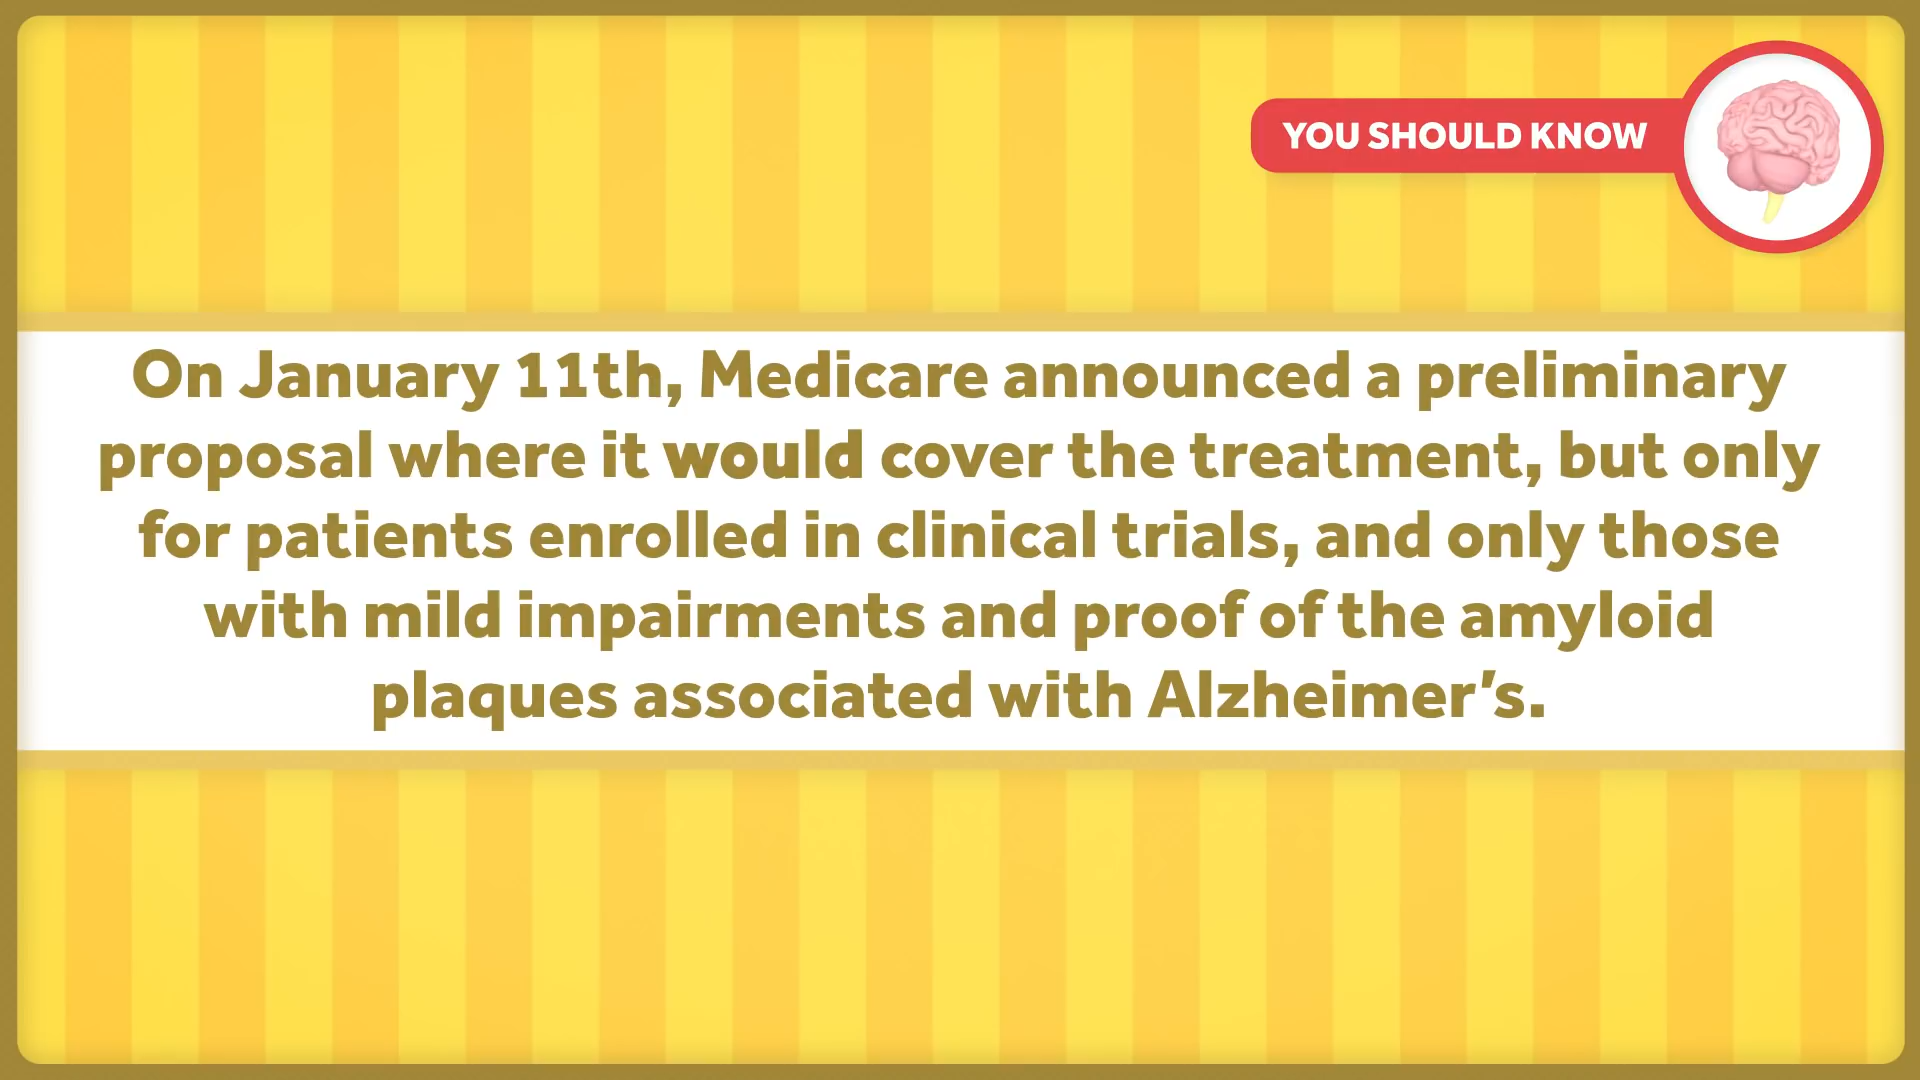 YOU SHOULD KNOW
On January 11th, Medicare announced a preliminary
proposal where it would cover the treatment, but only
for patients enrolled in clinical trials, and only those
with mild impairments and proof of the amyloid
plaques associated with Alzheimer’s.